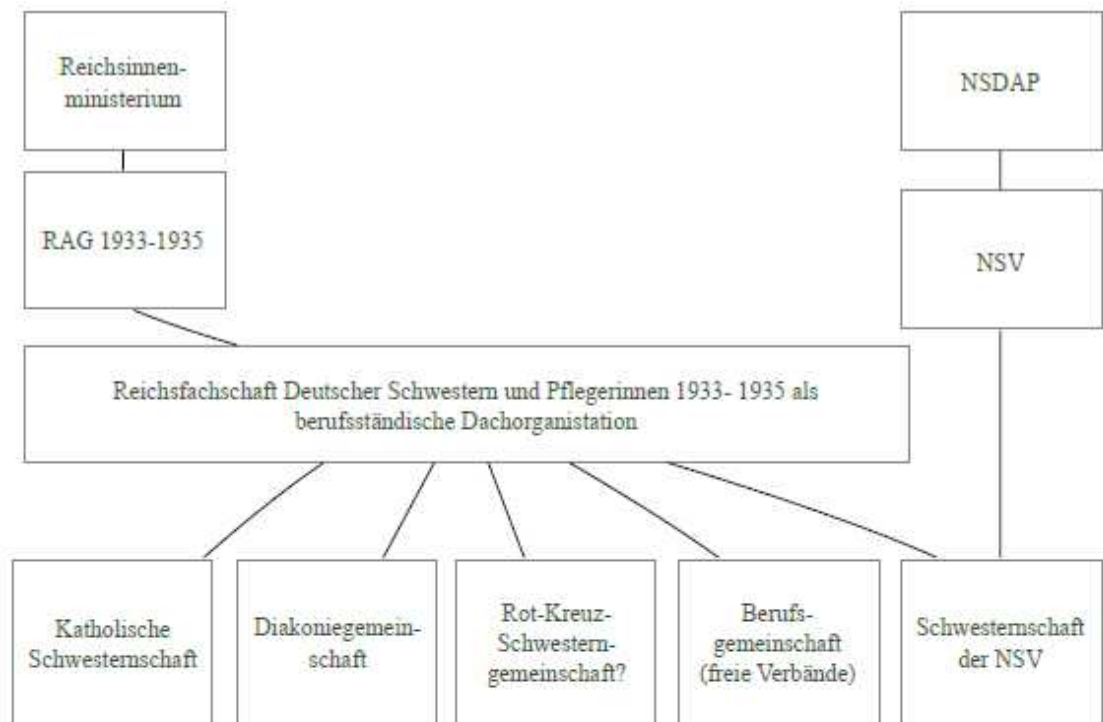 Reichsinnen-
ministerium
NSDAP
RAG 1933-1935
NSV
Reichsfachschaft Deutscher Schwestern und Pflegerinnen 1933- 1935 als
berufsständische Dachorganistation
Katholische
Schwesternschaft
Diakoniegemein-
schaft
Rot-Kreuz-
Schwestern-
gemeinschaft?
Berufs-
gemeinschaft
(freie Verbände)
Schwesternschaft
der NSV